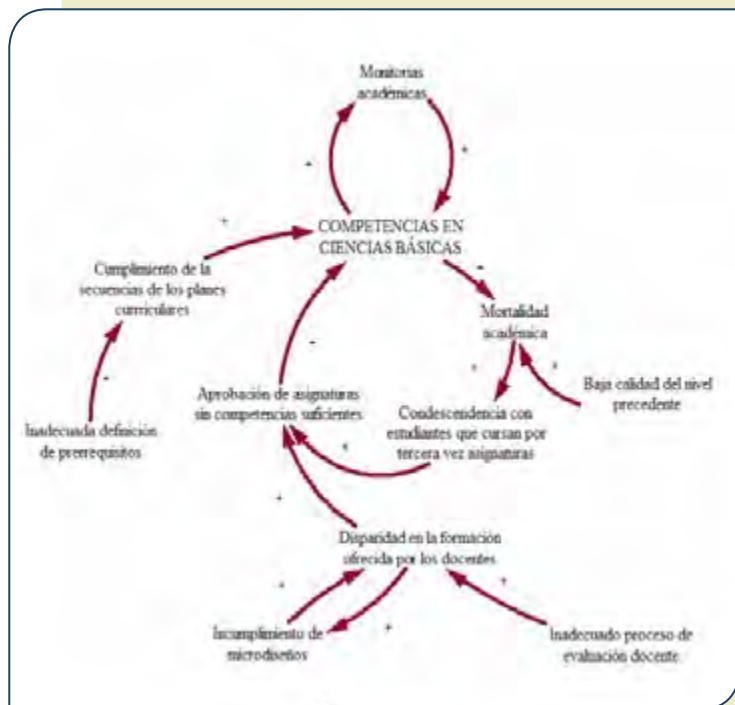 Monitorias
académicas
+
+
+
COMPETENCIAS EN
CIENCIAS BÁSICAS
Cumplimiento de la
secuencias de los planes
curriculares
-
Mortalidad
académica
-
-
Aprobación de asignaturas
sin competencias suficientes
+
+
Baja calidad del nivel
precedente
Inadecuada definición
de prerrequisitos
Condescendencia con
estudiantes que cursan por
tercera vez asignaturas
+
+
Disparidad en la formación
ofrecida por los docentes
+
+
+
Incumplimiento de
microdiseños
Inadecuado proceso de
evaluación docente